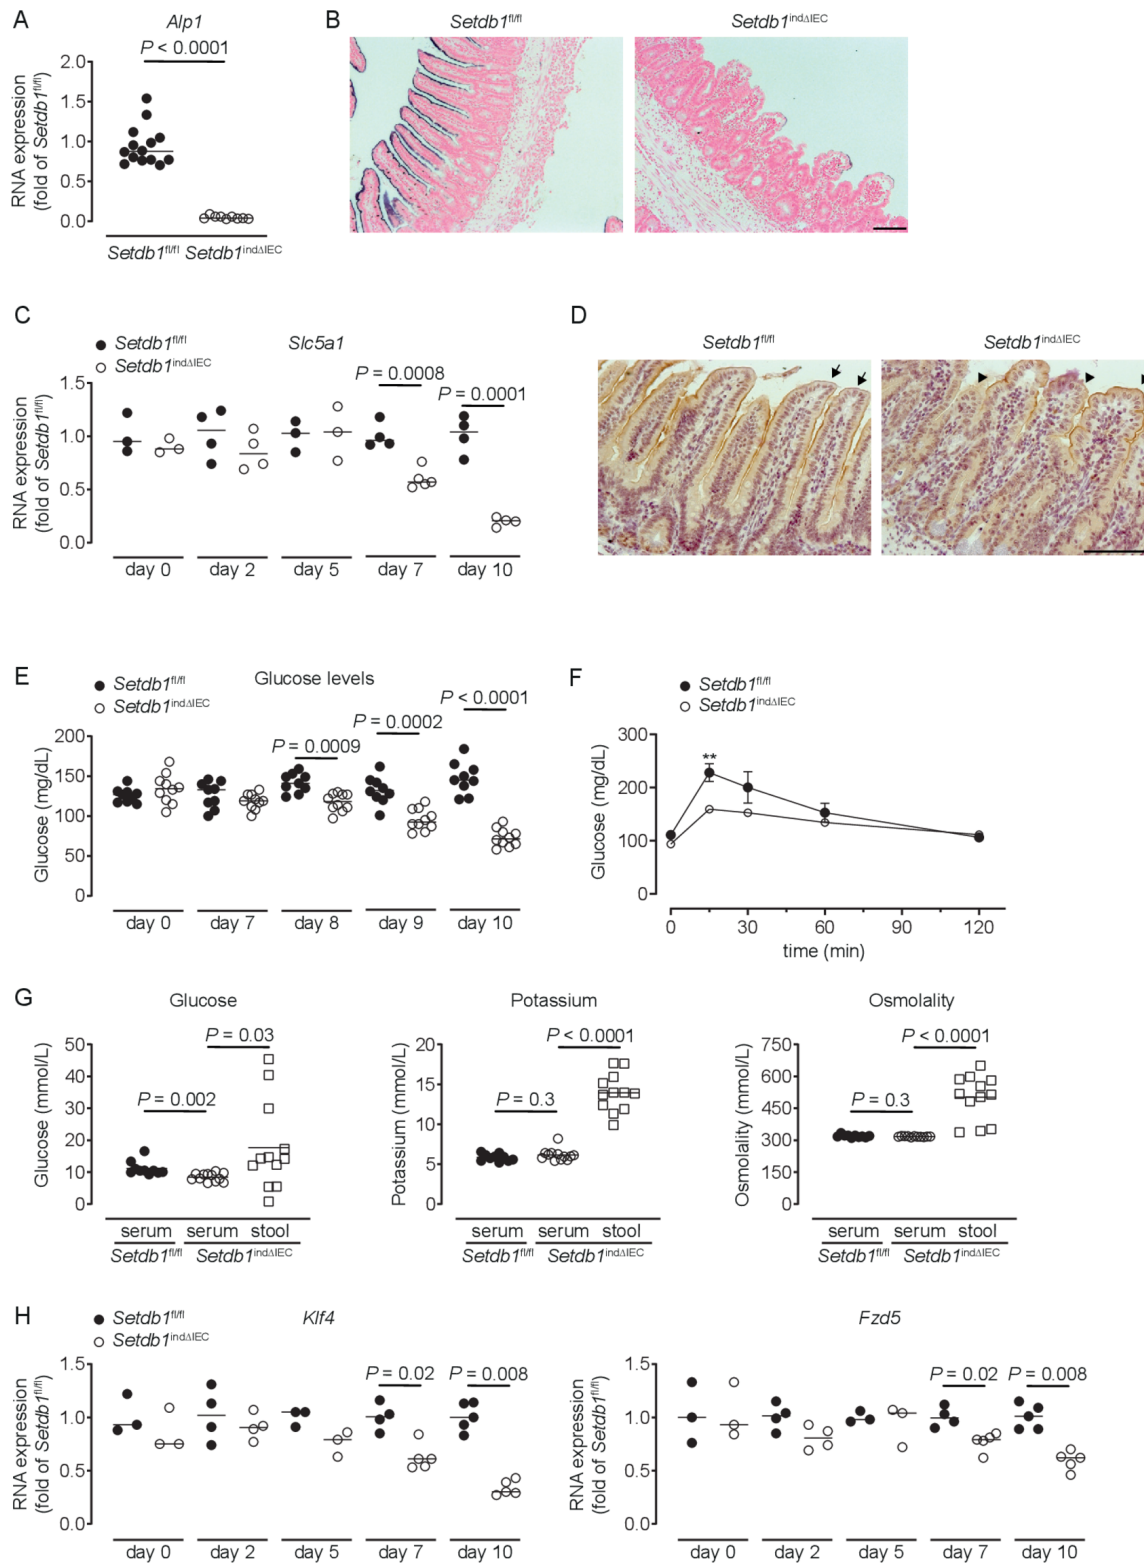 A
Alp1
P < 0.0001
RNA expression
(fold of Setdb1fl/fl)
2.0
1.5
1.0
0.5
0.0
Setdb1fl/fl Setdb1indΔIEC
B
Setdb1fl/fl
Setdb1indΔIEC
C
Setdb1fl/fl
Setdb1indΔIEC
Slc5a1
P = 0.0008
P = 0.0001
RNA expression
(fold of Setdb1fl/fl)
1.5
1.0
0.5
0.0
day 0 day 2 day 5 day 7 day 10
D
Setdb1fl/fl
Setdb1indΔIEC
E
Setdb1fl/fl
Setdb1indΔIEC
Glucose levels
P < 0.0001
P = 0.0002
P = 0.0009
Glucose (mg/dL)
200
150
100
50
0
day 0 day 7 day 8 day 9 day 10
F
Setdb1fl/fl
Setdb1indΔIEC
**
Glucose (mg/dL)
300
200
100
0
0 30 60 90 120
time (min)
G
Glucose
P = 0.03
P = 0.002
Glucose (mmol/L)
50
40
30
20
10
0
serum serum stool
Setdb1fl/fl Setdb1indΔIEC
Potassium
P < 0.0001
P = 0.3
Potassium (mmol/L)
20
15
10
5
0
serum serum stool
Setdb1fl/fl Setdb1indΔIEC
Osmolality
P < 0.0001
P = 0.3
Osmolality (mmol/L)
750
600
450
300
150
0
serum serum stool
Setdb1fl/fl Setdb1indΔIEC
H
Setdb1fl/fl
Setdb1indΔIEC
Klf4
P = 0.02
P = 0.008
RNA expression
(fold of Setdb1fl/fl)
1.5
1.0
0.5
0.0
day 0 day 2 day 5 day 7 day 10
Fzd5
P = 0.02
P = 0.008
RNA expression
(fold of Setdb1fl/fl)
1.5
1.0
0.5
0.0
day 0 day 2 day 5 day 7 day 10